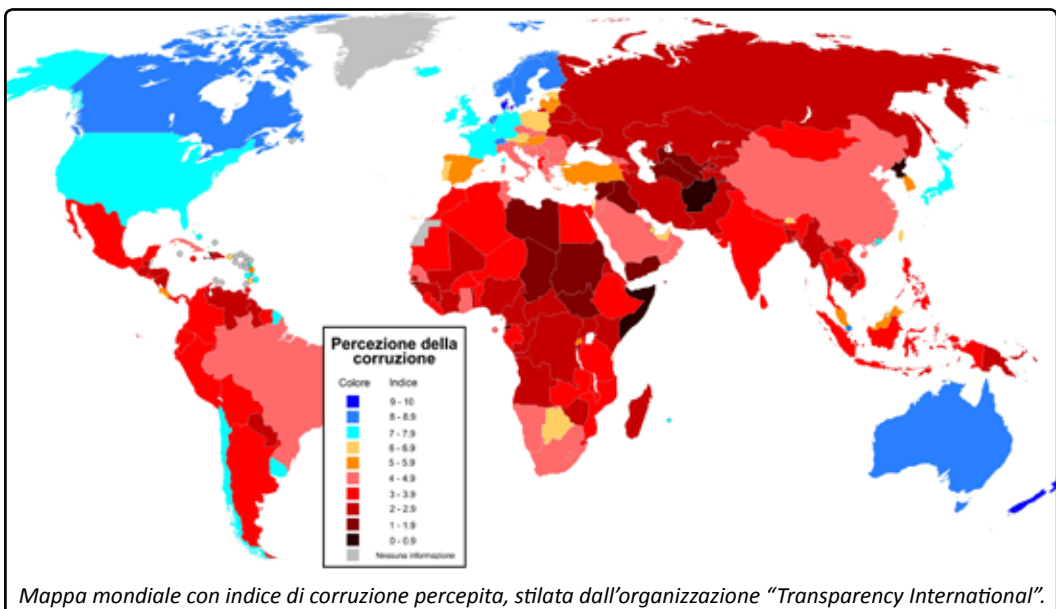 Percezione della
corruzione
Colore Indice
9 - 10
8 - 8.9
7 - 7.9
6 - 6.9
5 - 5.9
4 - 4.9
3 - 3.9
2 - 2.9
1 - 1.9
0 - 0.9
Nessuna informazione
Mappa mondiale con indice di corruzione percepita, stilata dall’organizzazione “Transparency International”.